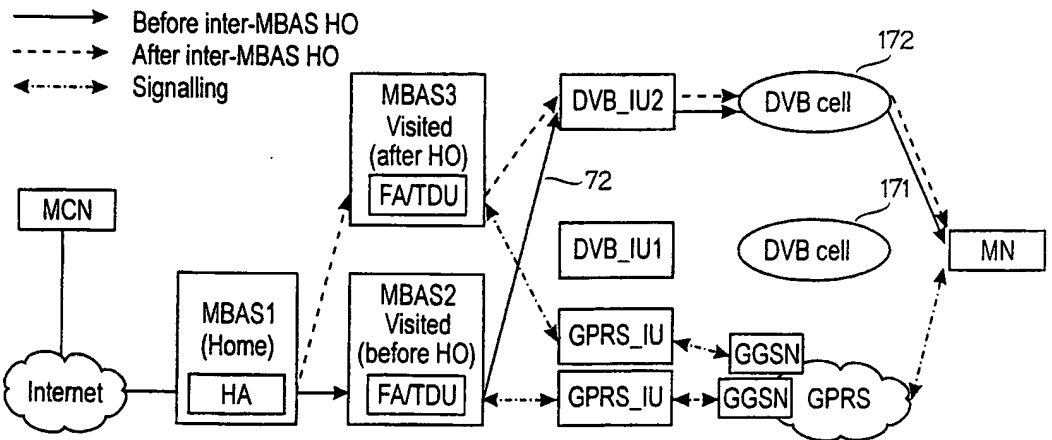 Before inter-MBAS HO
After inter-MBAS HO
Signalling
172
MBAS3
Visited
(after HO)
FA/TDU
DVB_IU2
DVB cell
72
171
MCN
DVB_IU1
DVB cell
MN
MBAS1
(Home)
HA
MBAS2
Visited
(before HO)
FA/TDU
GPRS_IU
GGSN
Internet
GPRS_IU
GGSN
GPRS